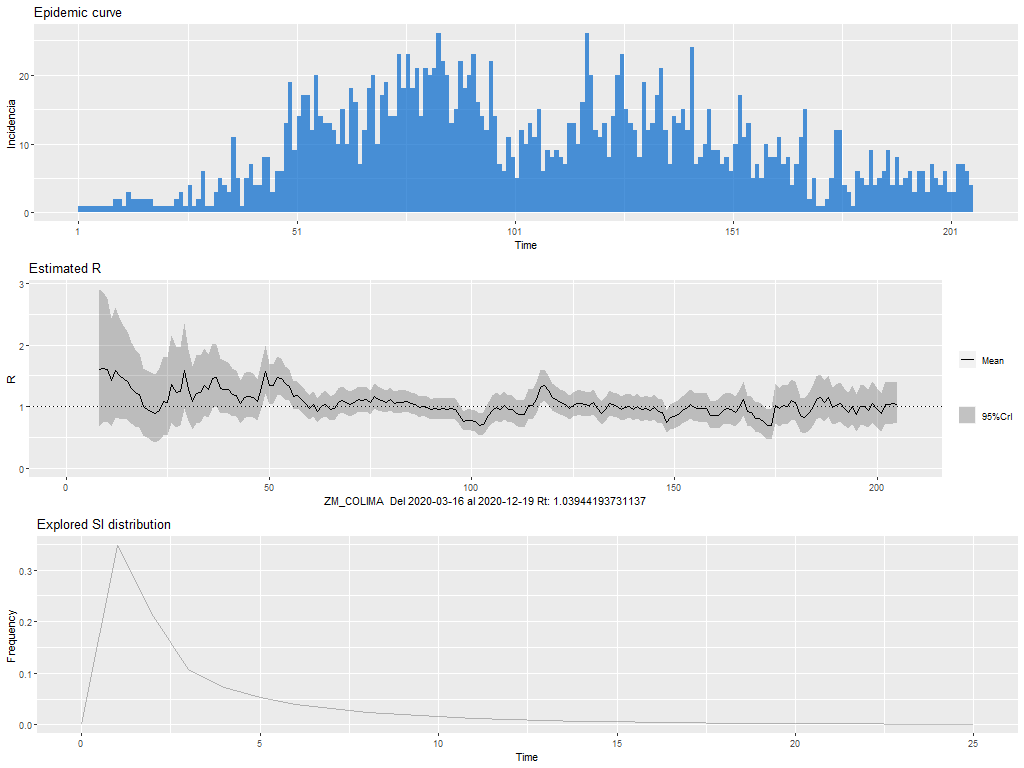 Epidemic curve
Incidencia
20
10
0
1
51
101
151
201
Time
Estimated R
R
3
2
1
0
0
50
100
150
200
ZM_COLIMA Del 2020-03-16 al 2020-12-19 Rt: 1.03944193731137
Mean
95%CrI
Explored SI distribution
Frequency
0.3
0.2
0.1
0.0
0
5
10
15
20
25
Time